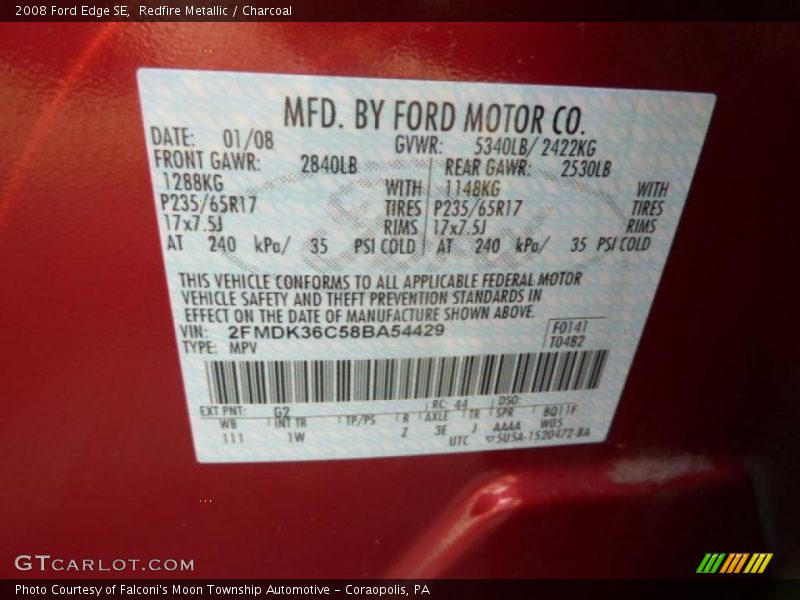 2008 Ford Edge SE, Redfire Metallic / Charcoal
MFD. BY FORD MOTOR CO.
DATE: 01/08 GVWR: 5340LB/ 2422KG
FRONT GAWR: 2840LB REAR GAWR: 2530LB
1288KG WITH 1148KG WITH
P235/65R17 TIRES P235/65R17 TIRES
17x7.5J RIMS 17x7.5J RIMS
AT 240 kPa/ 35 PSI COLD AT 240 kPa/ 35 PSI COLD
THIS VEHICLE CONFORMS TO ALL APPLICABLE FEDERAL MOTOR
VEHICLE SAFETY AND THEFT PREVENTION STANDARDS IN
EFFECT ON THE DATE OF MANUFACTURE SHOWN ABOVE.
VIN: 2FMDK36C58BA54429 F0141
TYPE: MPV T0482
EXT PNT: G2 RC: 44 DSO:
WB INT TR TP/PS R AXLE TR SPR 8Q11F
111 1W 2 3E J AAAA W05
UTC ▽5U5A-1520472-BA
GTCARLOT.COM
Photo Courtesy of Falconi's Moon Township Automotive - Coraopolis, PA